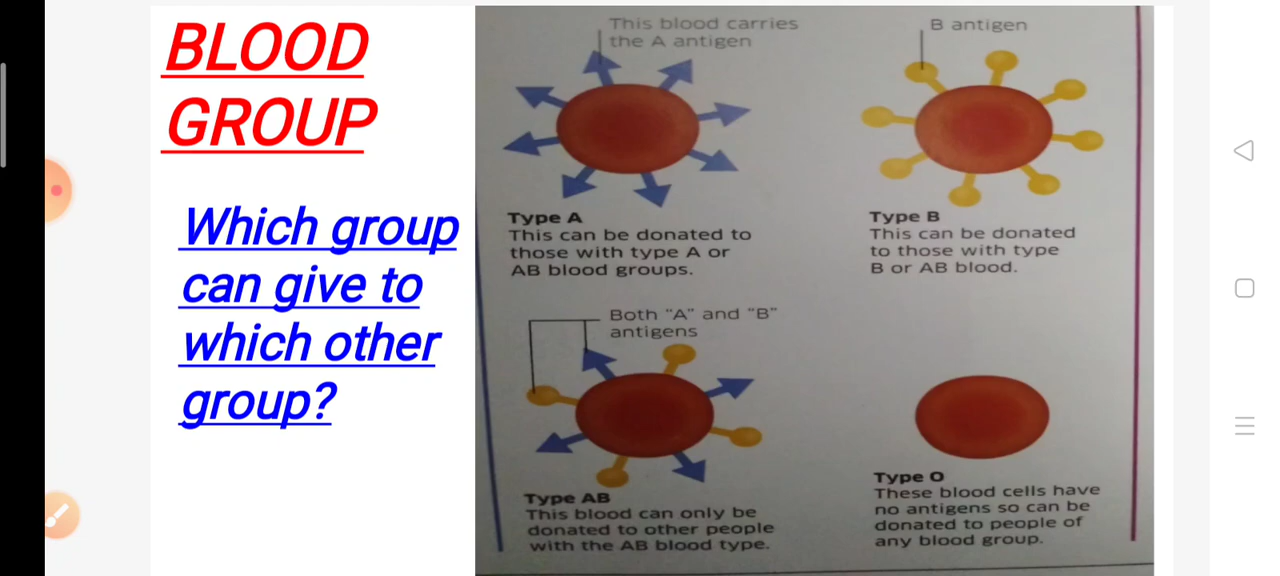 BLOOD
GROUP
Which group
can give to
which other
group?
This blood carries
the A antigen
B antigen
Type A
This can be donated to
those with type A or
AB blood groups.
Type B
This can be donated
to those with type
B or AB blood.
Both "A" and "B"
antigens
Type AB
This blood can only be
donated to other people
with the AB blood type.
Type O
These blood cells have
no antigens so can be
donated to people of
any blood group.